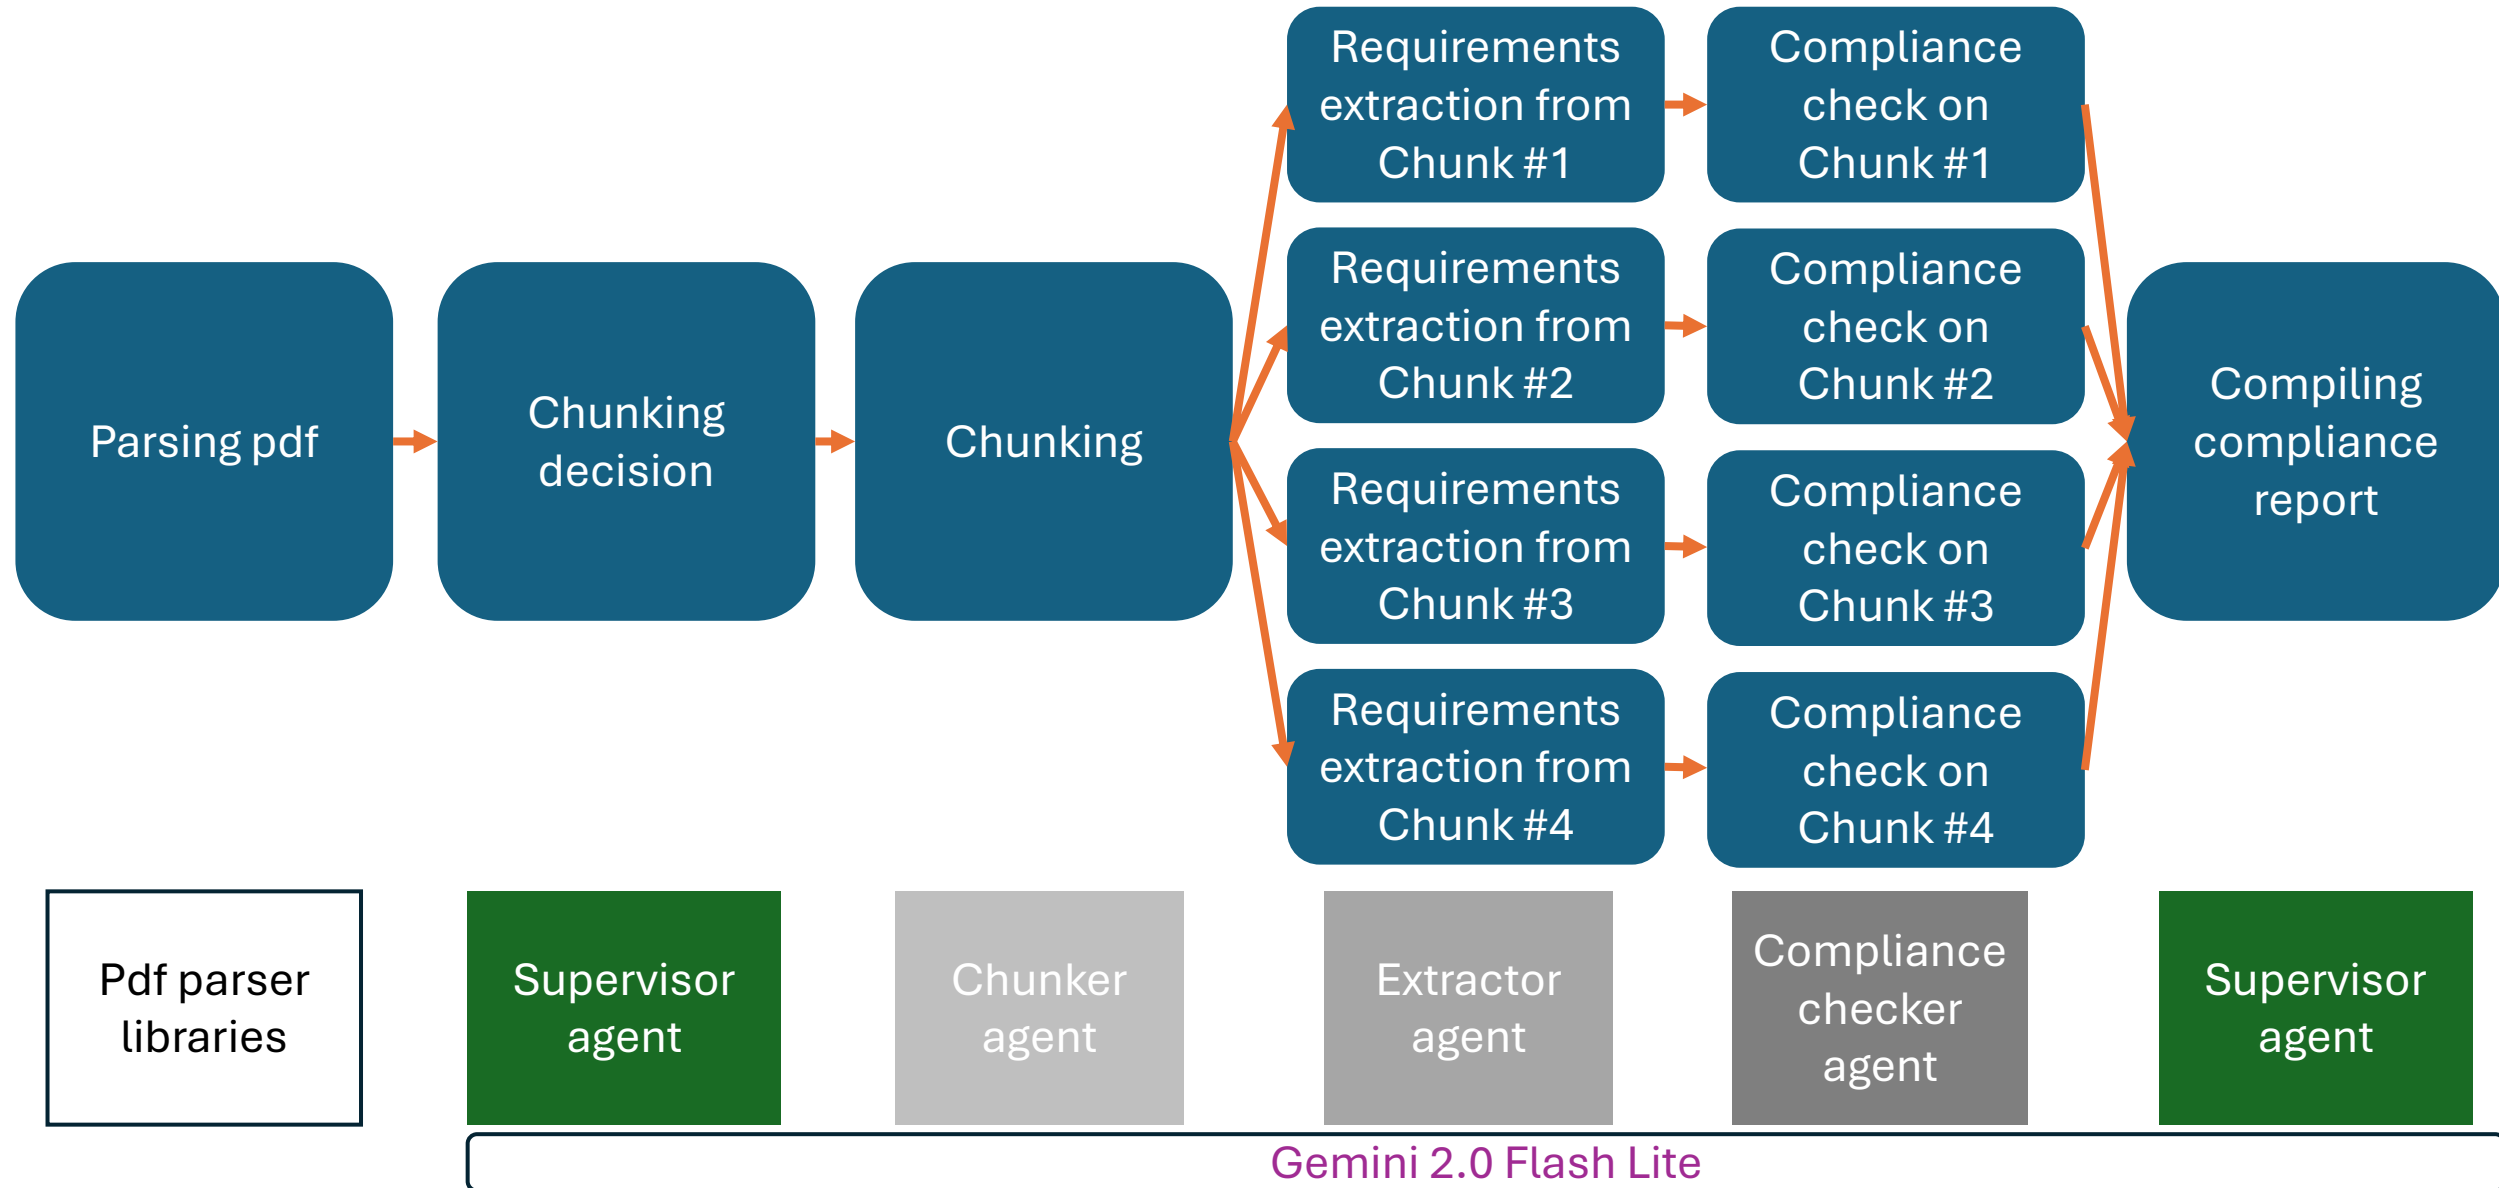 Parsing pdf
Chunking
decision
Chunking
Requirements
extraction from
Chunk #1
Compliance
check on
Chunk #1
Requirements
extraction from
Chunk #2
Compliance
check on
Chunk #2
Requirements
extraction from
Chunk #3
Compliance
check on
Chunk #3
Requirements
extraction from
Chunk #4
Compliance
check on
Chunk #4
Compiling
compliance
report
Pdf parser
libraries
Supervisor
agent
Chunker
agent
Extractor
agent
Compliance
checker
agent
Supervisor
agent
Gemini 2.0 Flash Lite